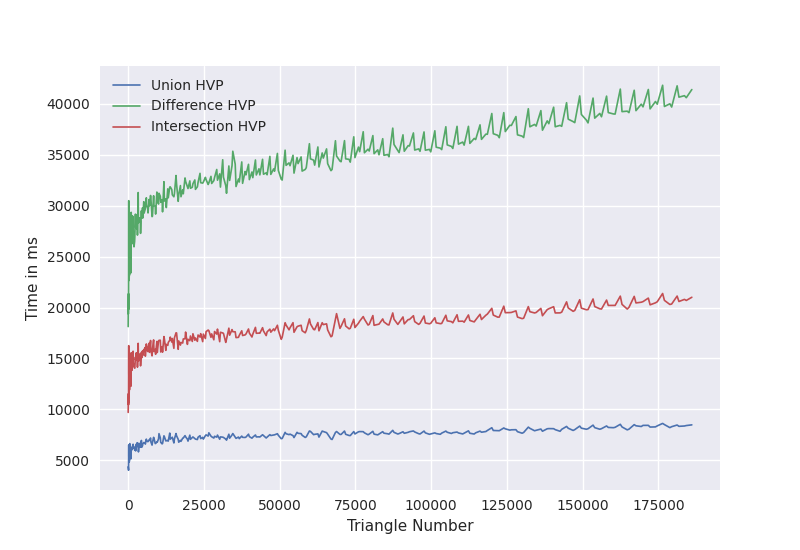 Union HVP
Difference HVP
Intersection HVP
40000
35000
30000
25000
20000
15000
10000
5000
Time in ms
0 25000 50000 75000 100000 125000 150000 175000
Triangle Number